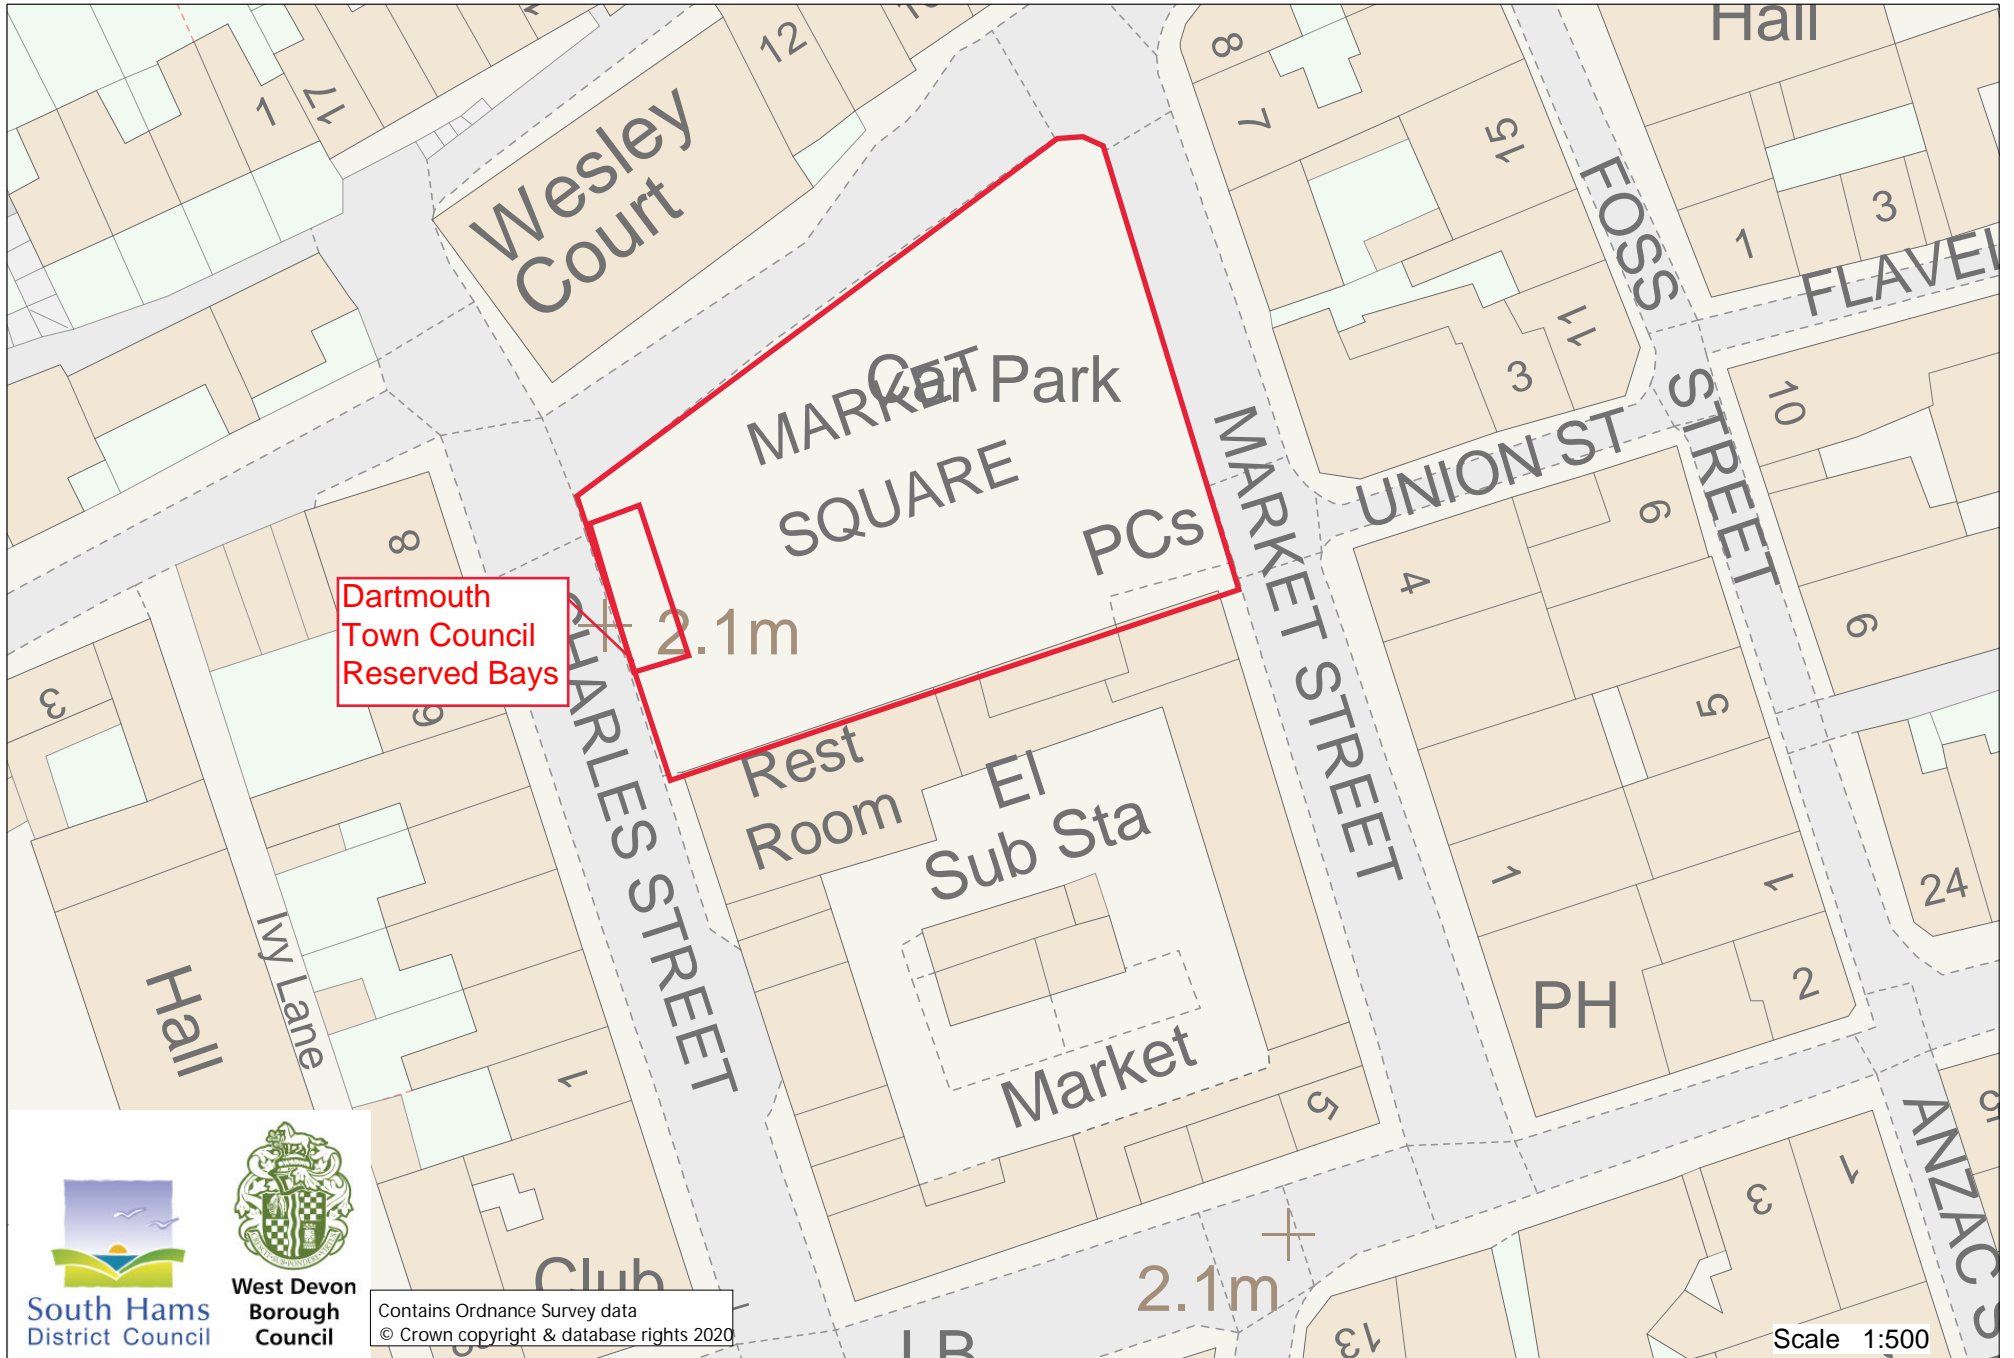 Hall
12
8
1
17
7
15
Wesley
Court
FOSS
STREET
3
1
FLAVEL
Car Park
MARKET
SQUARE
11
3
10
UNION ST
PCs
MARKET STREET
8
6
4
6
Dartmouth
Town Council
Reserved Bays
2.1m
CHARLES STREET
3
6
5
Rest
Room
El
Sub Sta
1
1
24
Hall
Ivy Lane
PH
2
Market
1
5
ANZAC S
1
3
Club
2.1m
13
LB
South Hams
District Council
West Devon
Borough
Council
Contains Ordnance Survey data
© Crown copyright & database rights 2020
Scale 1:500